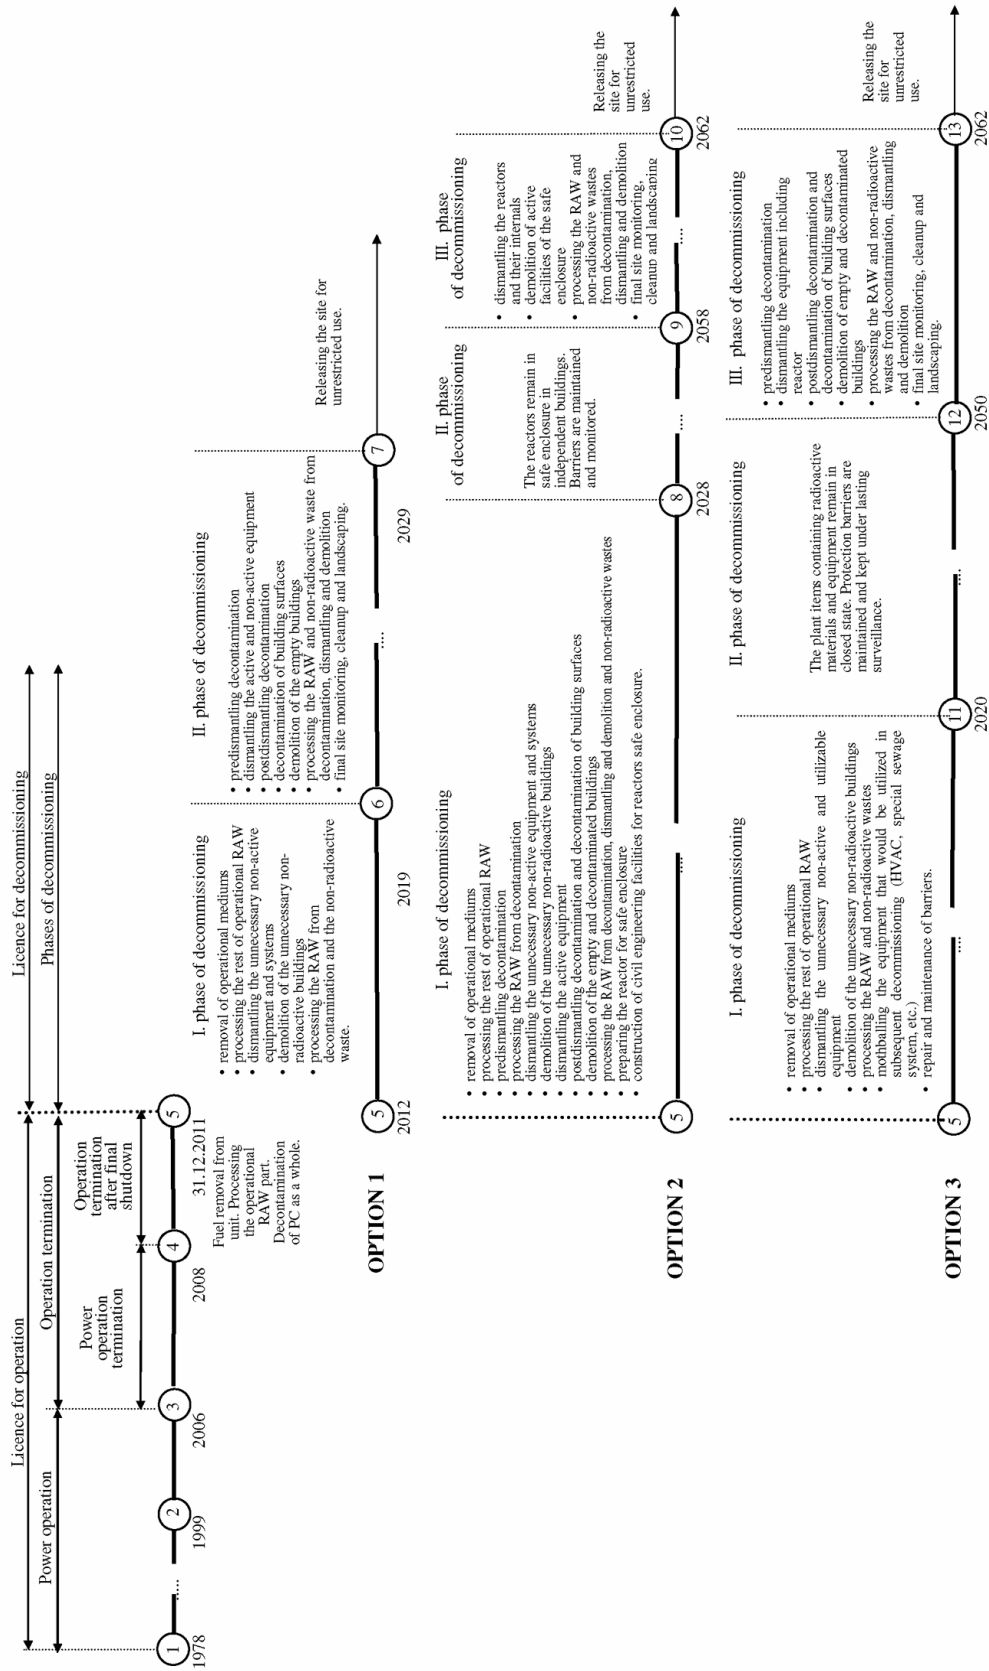 Licence for operation
Licence for decommissioning
Power operation
Operation termination
Phases of decommissioning
Power
operation
termination
Operation
termination
after final
shutdown
1
2
3
4
5
1978
1999
2006
2008
31.12.2011
Fuel removal from
unit. Processing
the operational
RAW part.
Decontamination
of PC as a whole.
OPTION 1
I. phase of decommissioning
• removal of operational mediums
• processing the rest of operational RAW
• dismantling the unnecessary non-active
equipment and systems
• demolition of the unnecessary non-
radioactive buildings
• processing the RAW from
decontamination and the non-radioactive
waste.
II. phase of decommissioning
• predismantling decontamination
• dismantling the active and non-active equipment
• postdismantling decontamination
• decontamination of building surfaces
• demolition of the empty buildings
• processing the RAW and non-radioactive waste from
decontamination, dismantling and demolition
• final site monitoring, cleanup and landscaping.
Releasing the site for
unrestricted use.
5
6
7
2012
2019
2029
....
OPTION 2
I. phase of decommissioning
• removal of operational mediums
• processing the rest of operational RAW
• predismantling decontamination
• processing the RAW from decontamination
• dismantling the unnecessary non-active equipment and systems
• demolition of the unnecessary non-radioactive buildings
• dismantling the active equipment
• postdismantling decontamination and decontamination of building surfaces
• demolition of the empty and decontaminated buildings
• processing the RAW from decontamination, dismantling and demolition and non-radioactive wastes
• preparing the reactor for safe enclosure
• construction of civil engineering facilities for reactors safe enclosure.
II. phase
of decommissioning
The reactors remain in
safe enclosure in
independent buildings.
Barriers are maintained
and monitored.
III. phase
of decommissioning
• dismantling the reactors
and their internals
• demolition of active
facilities of the safe
enclosure
• processing the RAW and
non-radioactive wastes
from decontamination,
dismantling and demolition
• final site monitoring,
cleanup and landscaping
Releasing the
site for
unrestricted
use.
5
8
9
10
2028
2058
2062
....
....
....
OPTION 3
I. phase of decommissioning
• removal of operational mediums
• processing the rest of operational RAW
• dismantling the unnecessary non-active and utilizable
equipment
• demolition of the unnecessary non-radioactive buildings
• processing the RAW and non-radioactive wastes
• mothballing the equipment that would be utilized in
subsequent decommissioning (HVAC, special sewage
system, etc.)
• repair and maintenance of barriers.
II. phase of decommissioning
The plant items containing radioactive
materials and equipment remain in
closed state. Protection barriers are
maintained and kept under lasting
surveillance.
III. phase of decommissioning
• predismantling decontamination
• dismantling the equipment including
reactor
• postdismantling decontamination and
decontamination of building surfaces
• demolition of empty and decontaminated
buildings
• processing the RAW and non-radioactive
wastes from decontamination, dismantling
and demolition
• final site monitoring, cleanup and
landscaping.
Releasing the
site for
unrestricted
use.
5
11
12
13
2020
2050
2062
....
....